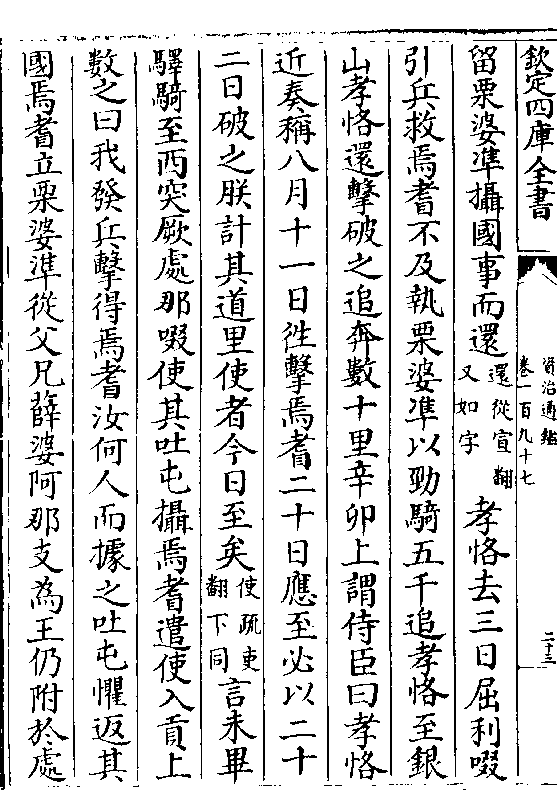 欽定四庫全書
資治通鑑
卷一百九十七
二十三
留栗婆凖攝國事而還還從宣翻又如字孝恪去三日屈利啜
引兵救焉耆不及執栗婆凖以勁騎五千追孝恪至銀
山孝恪還擊破之追奔數十里辛卯上謂侍臣曰孝恪
近奏稱八月十一日徃擊焉耆二十日應至必以二十
二日破之朕計其道里使者今日至矣使疏吏翻下同言未畢
驛騎至西突厥處那啜使其吐屯攝焉耆遣使入貢上
數之曰我發兵擊得焉耆汝何人而據之吐屯懼返其
國焉耆立栗婆凖從父兄薛婆阿那支為王仍附於處